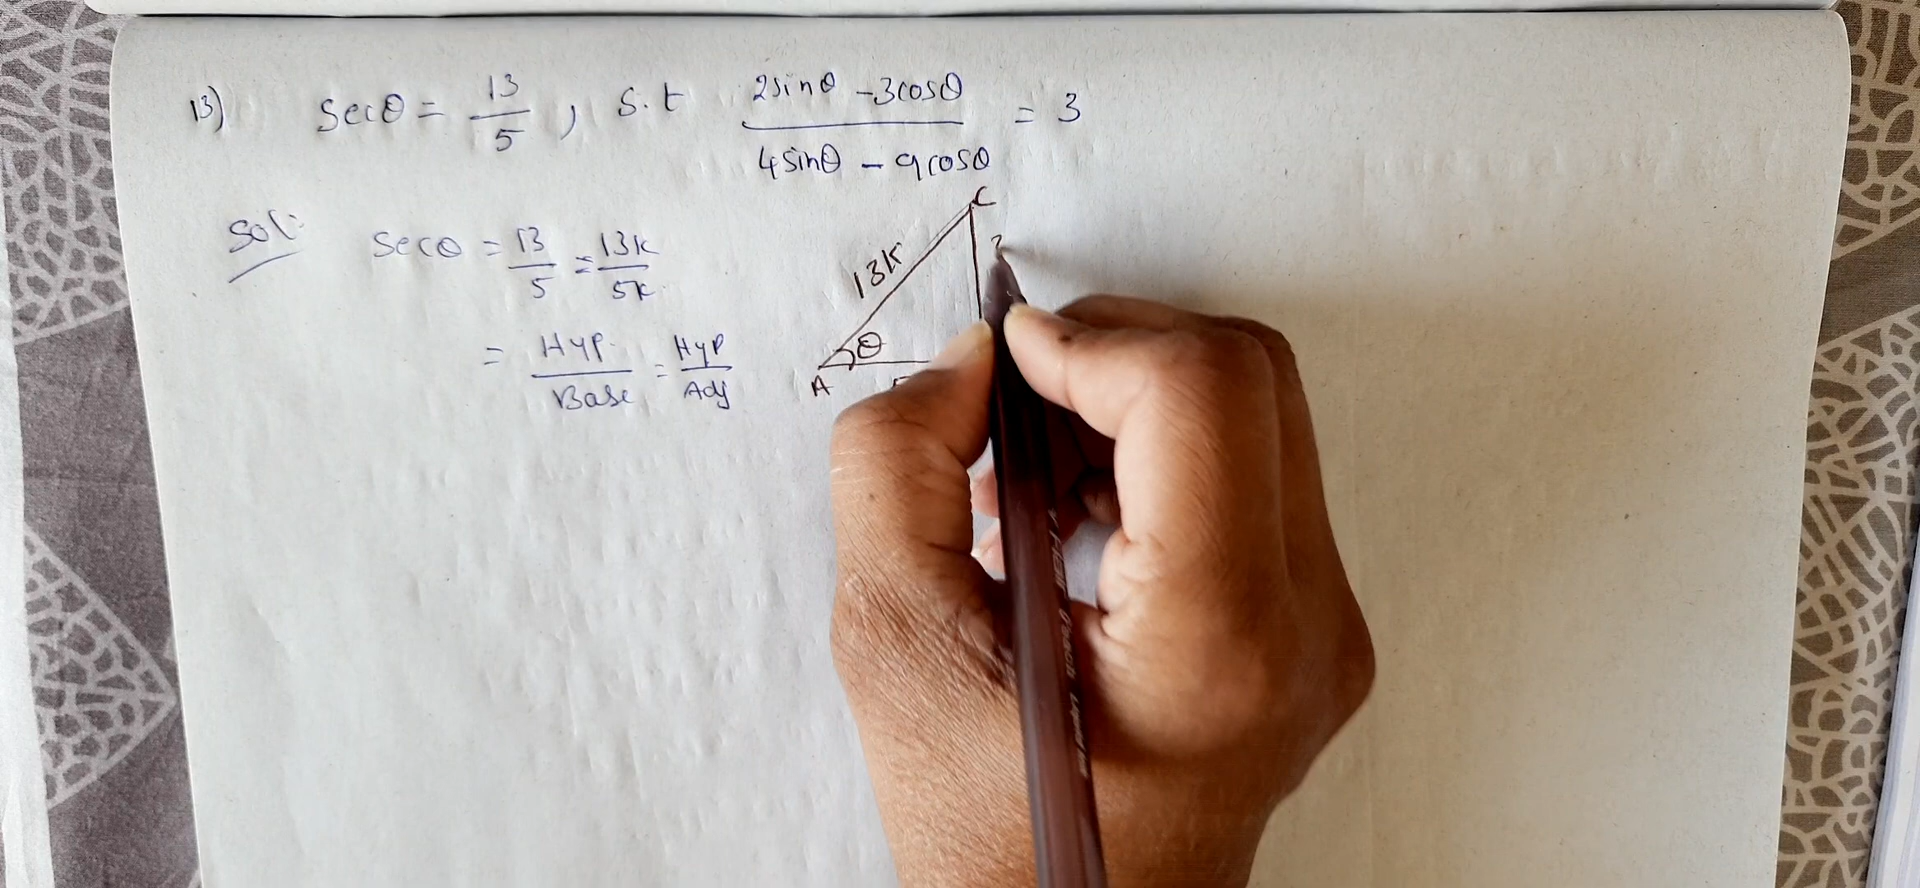 13) Secθ = 13/5 , S.t (2sinθ - 3cosθ)/(4sinθ - 9cosθ) = 3
Sol: Secθ = 13/5 = 13k/5k
= Hyp./Base = Hyp/Adj
C
13k ?
θ
A